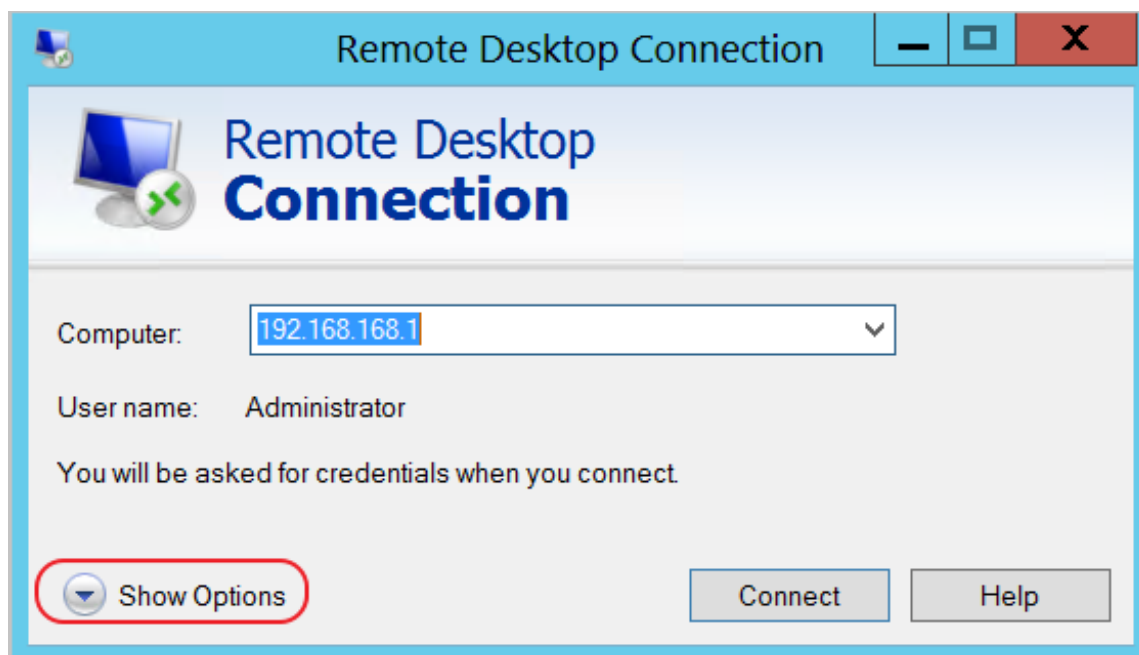 Remote Desktop Connection
Remote Desktop
Connection
Computer:
192.168.168.1
User name:
Administrator
You will be asked for credentials when you connect.
Show Options
Connect
Help